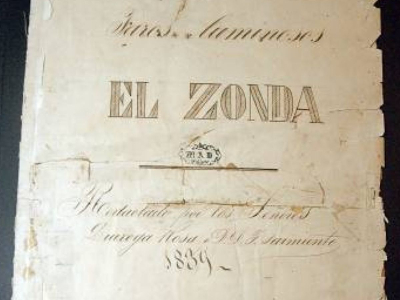 Faros luminosos
EL ZONDA
Redactado por los Señores
Quiroga Rosa i D. F. Sarmiento
1839